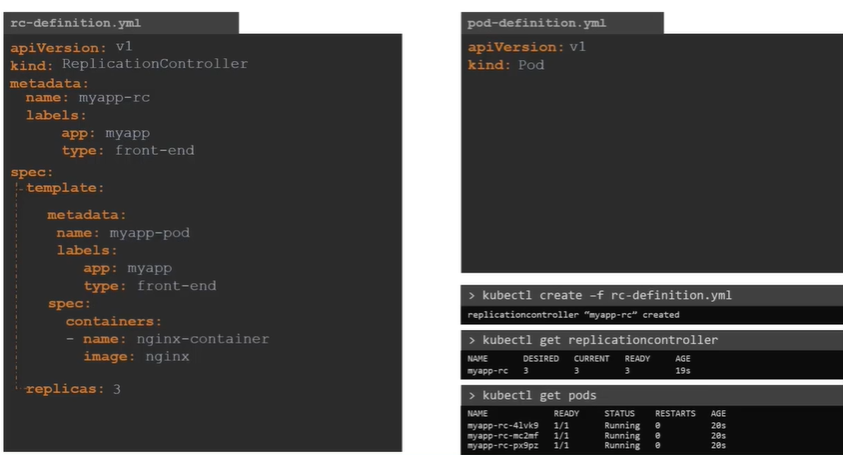 rc-definition.yml
apiVersion: v1
kind: ReplicationController
metadata:
name: myapp-rc
labels:
app: myapp
type: front-end
spec:
template:
metadata:
name: myapp-pod
labels:
app: myapp
type: front-end
spec:
containers:
- name: nginx-container
image: nginx
replicas: 3
pod-definition.yml
apiVersion: v1
kind: Pod
> kubectl create –f rc-definition.yml
replicationcontroller “myapp-rc” created
> kubectl get replicationcontroller
NAME DESIRED CURRENT READY AGE
myapp-rc 3 3 3 19s
> kubectl get pods
NAME READY STATUS RESTARTS AGE
myapp-rc-4lvk9 1/1 Running 0 20s
myapp-rc-mc2mf 1/1 Running 0 20s
myapp-rc-px9pz 1/1 Running 0 20s